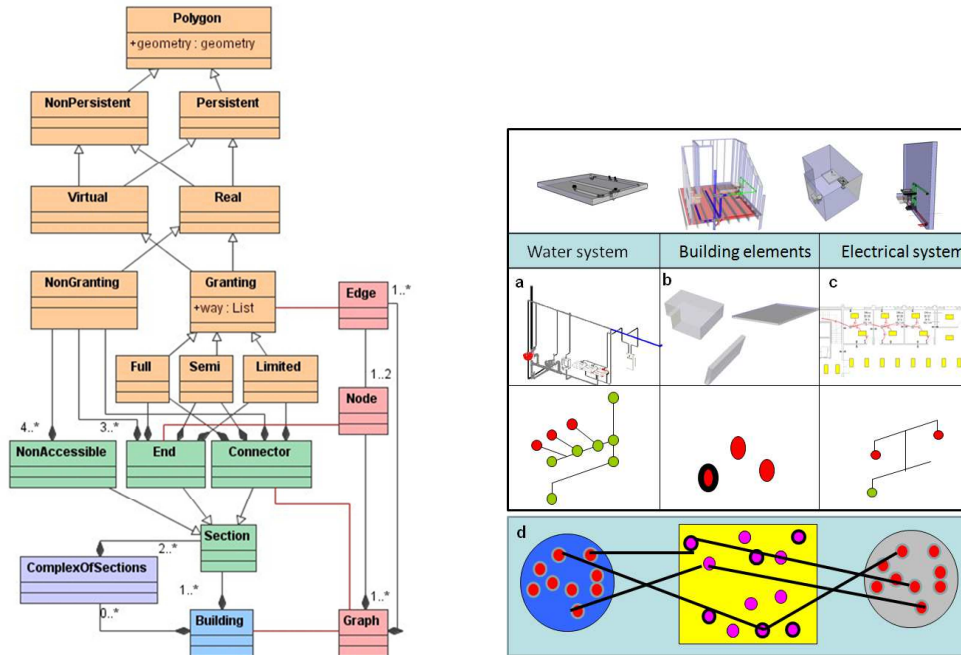 Polygon
+geometry : geometry
NonPersistent
Persistent
Virtual
Real
NonGranting
Granting
+way : List
Edge
1..*
Full
Semi
Limited
1..2
Node
4..*
3..*
NonAccessible
End
Connector
Section
2..*
ComplexOfSections
1..*
1..*
0..*
Building
Graph
Water system
Building elements
Electrical system
a
b
c
d